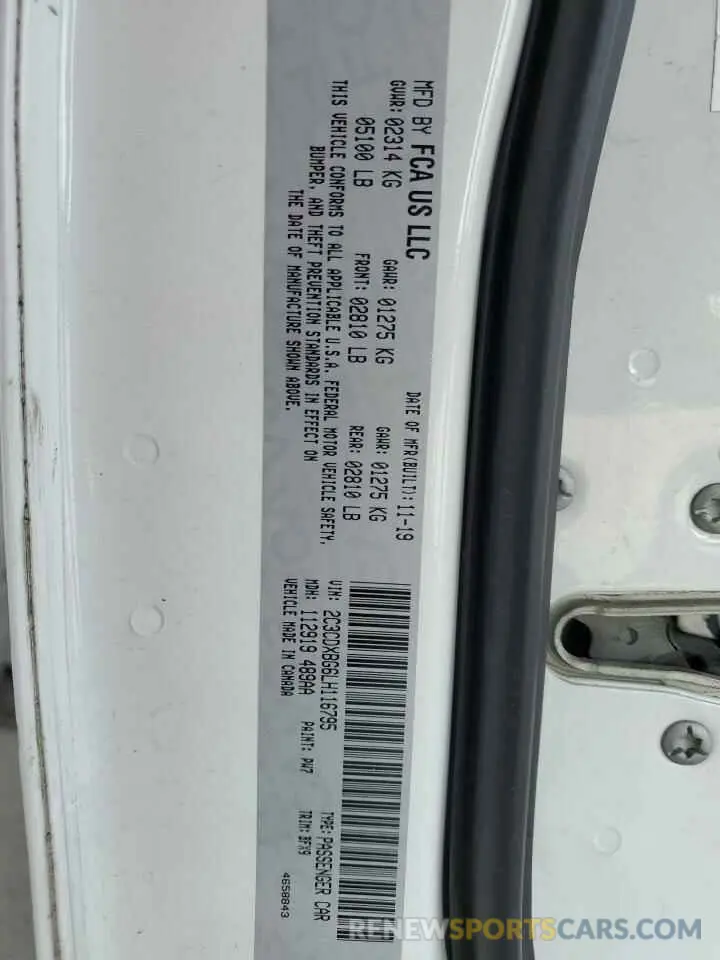 MFD BY FCA US LLC
DATE OF MFR(BUILT): 11-19
GVWR: 02314 KG GAWR: 01275 KG GAWR: 01275 KG
05100 LB FRONT: 02810 LB REAR: 02810 LB
THIS VEHICLE CONFORMS TO ALL APPLICABLE U.S.A. FEDERAL MOTOR VEHICLE SAFETY,
BUMPER, AND THEFT PREVENTION STANDARDS IN EFFECT ON
THE DATE OF MANUFACTURE SHOWN ABOVE.
VIN: 2C3CDXBG6LH116795 TYPE: PASSENGER CAR
MDH: 112919 489AA PAINT: PW7 TRIM: BFX9
VEHICLE MADE IN CANADA 4658843
RENEWSPORTSCARS.COM